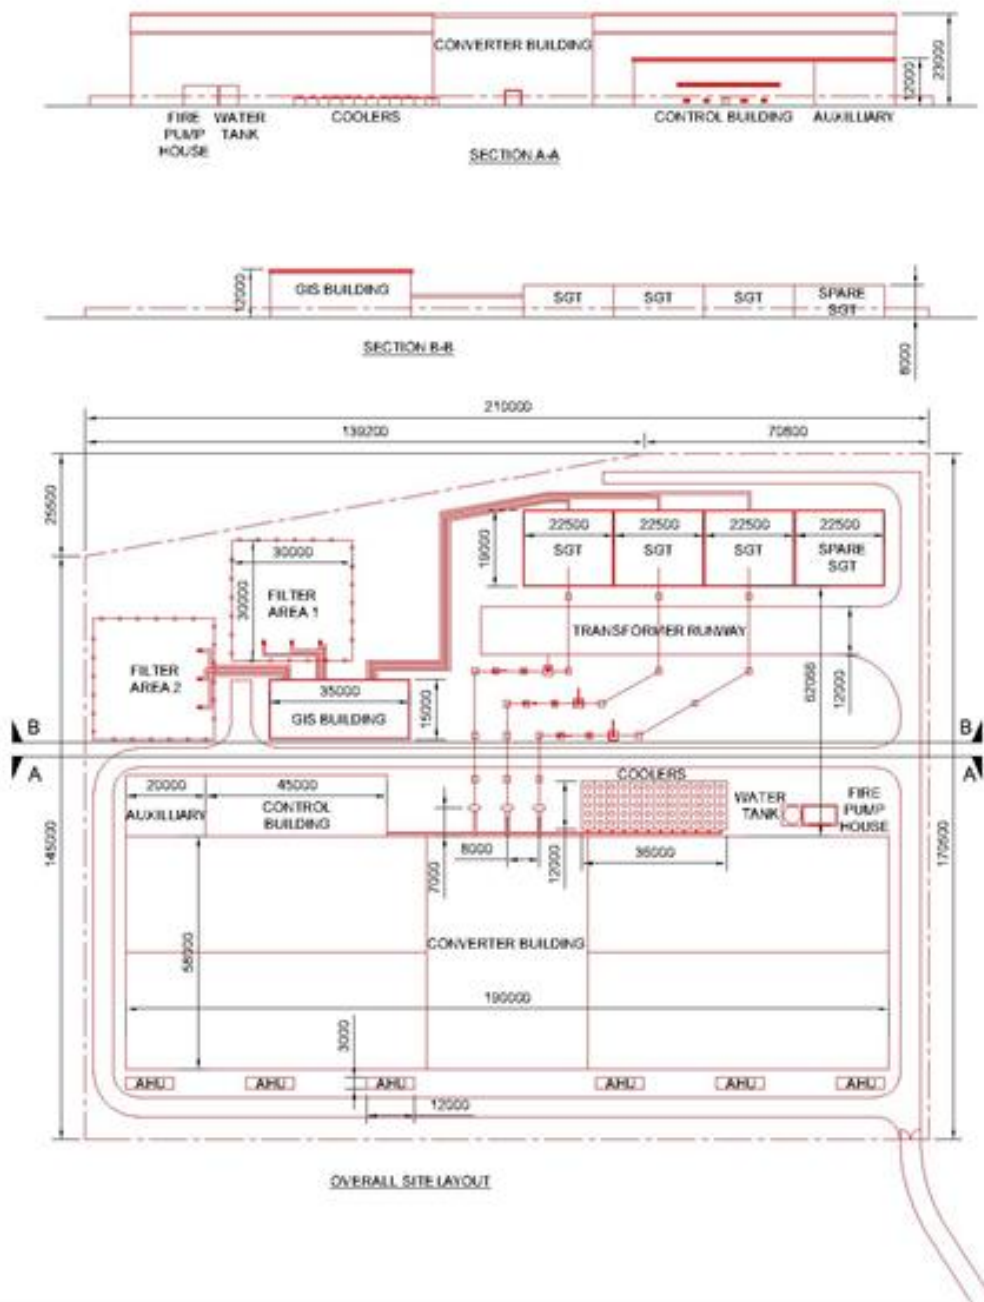 CONVERTER BUILDING
23000
12000
FIRE
PUMP
HOUSE
WATER
TANK
COOLERS
CONTROL BUILDING
AUXILLIARY
SECTION A-A
12000
GIS BUILDING
SGT
SGT
SGT
SPARE
SGT
8000
SECTION B-B
210000
139200
70800
25500
30000
30000
FILTER
AREA 1
22500
SGT
22500
SGT
22500
SGT
22500
SPARE
SGT
19000
TRANSFORMER RUNWAY
FILTER
AREA 2
35000
GIS BUILDING
15000
62066
12000
B
B
A
A
20000
AUXILLIARY
45000
CONTROL
BUILDING
COOLERS
WATER
TANK
FIRE
PUMP
HOUSE
8000
7000
12000
36000
145000
170500
58000
CONVERTER BUILDING
190000
3000
AHU
AHU
AHU
AHU
AHU
AHU
12000
OVERALL SITE LAYOUT